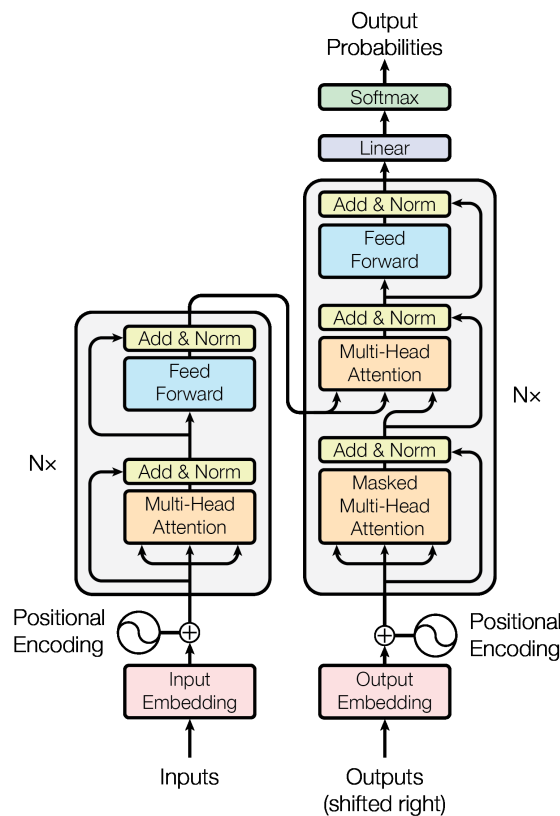 Output
Probabilities
Softmax
Linear
Add & Norm
Feed
Forward
Add & Norm
Multi-Head
Attention
Add & Norm
Masked
Multi-Head
Attention
N×
Add & Norm
Feed
Forward
Add & Norm
Multi-Head
Attention
N×
Positional
Encoding
Positional
Encoding
Input
Embedding
Output
Embedding
Inputs
Outputs
(shifted right)